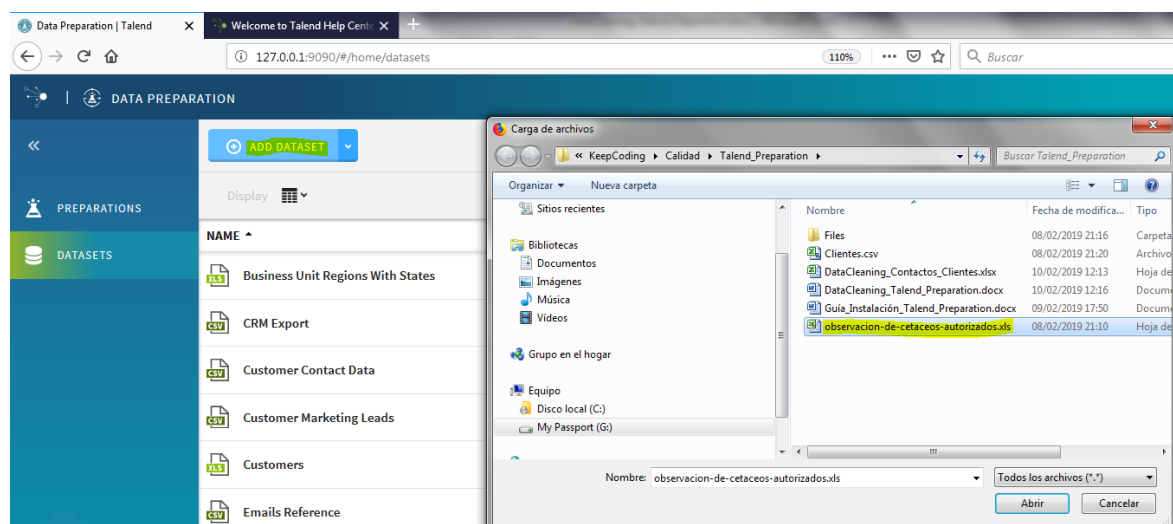 Data Preparation | Talend
Welcome to Talend Help Cente
127.0.0.1:9090/#/home/datasets
110%
Buscar
DATA PREPARATION
PREPARATIONS
DATASETS
ADD DATASET
Display
NAME
Business Unit Regions With States
CRM Export
Customer Contact Data
Customer Marketing Leads
Customers
Emails Reference
Carga de archivos
« KeepCoding Calidad Talend_Preparation
Buscar Talend_Preparation
Organizar Nueva carpeta
Sitios recientes
Bibliotecas
Documentos
Imágenes
Música
Vídeos
Grupo en el hogar
Equipo
Disco local (C:)
My Passport (G:)
Nombre Fecha de modifica... Tipo
Files 08/02/2019 21:16 Carpeta
Clientes.csv 08/02/2019 21:20 Archivo
DataCleaning_Contactos_Clientes.xlsx 10/02/2019 12:13 Hoja de
DataCleaning_Talend_Preparation.docx 10/02/2019 12:16 Docum
Guía_Instalación_Talend_Preparation.docx 09/02/2019 17:50 Docum
observacion-de-cetaceos-autorizados.xls 08/02/2019 21:10 Hoja de
Nombre: observacion-de-cetaceos-autorizados.xls
Todos los archivos (*.*)
Abrir Cancelar